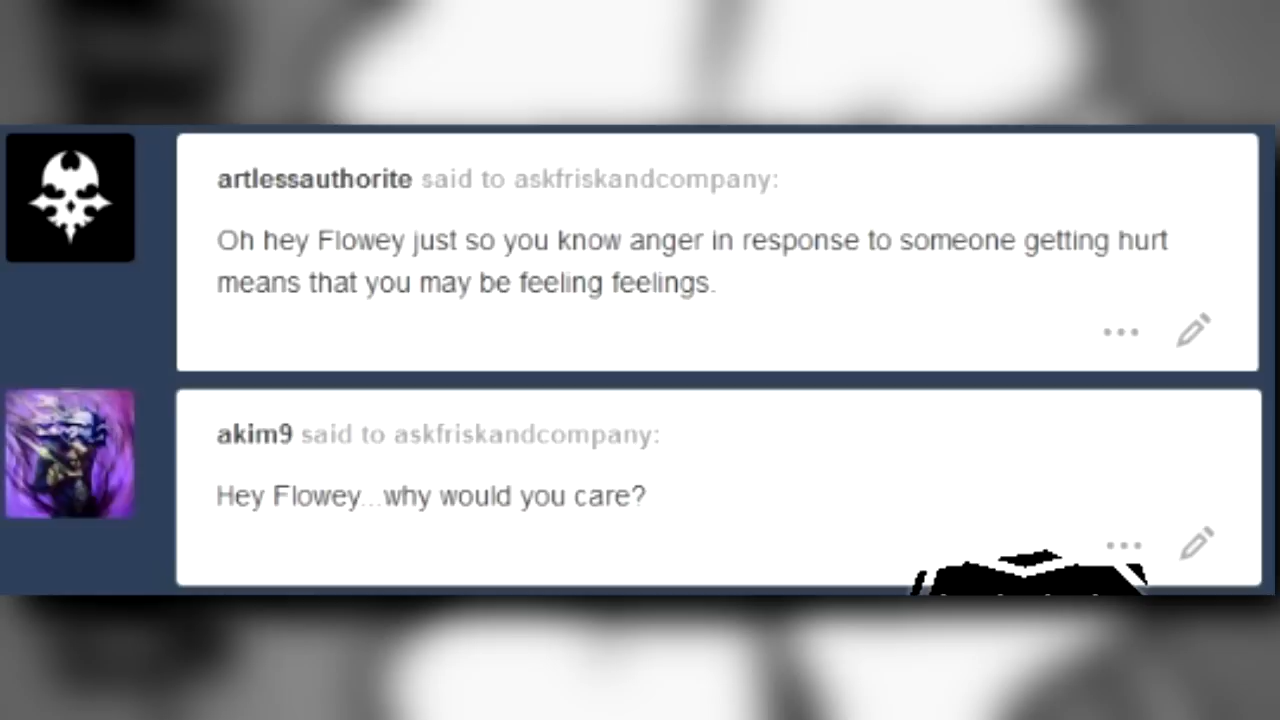 artlessauthorite said to askfriskandcompany:
Oh hey Flowey just so you know anger in response to someone getting hurt
means that you may be feeling feelings.
akim9 said to askfriskandcompany:
Hey Flowey...why would you care?